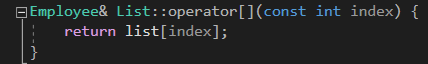 Employee& List::operator[](const int index) {
    return list[index];
}